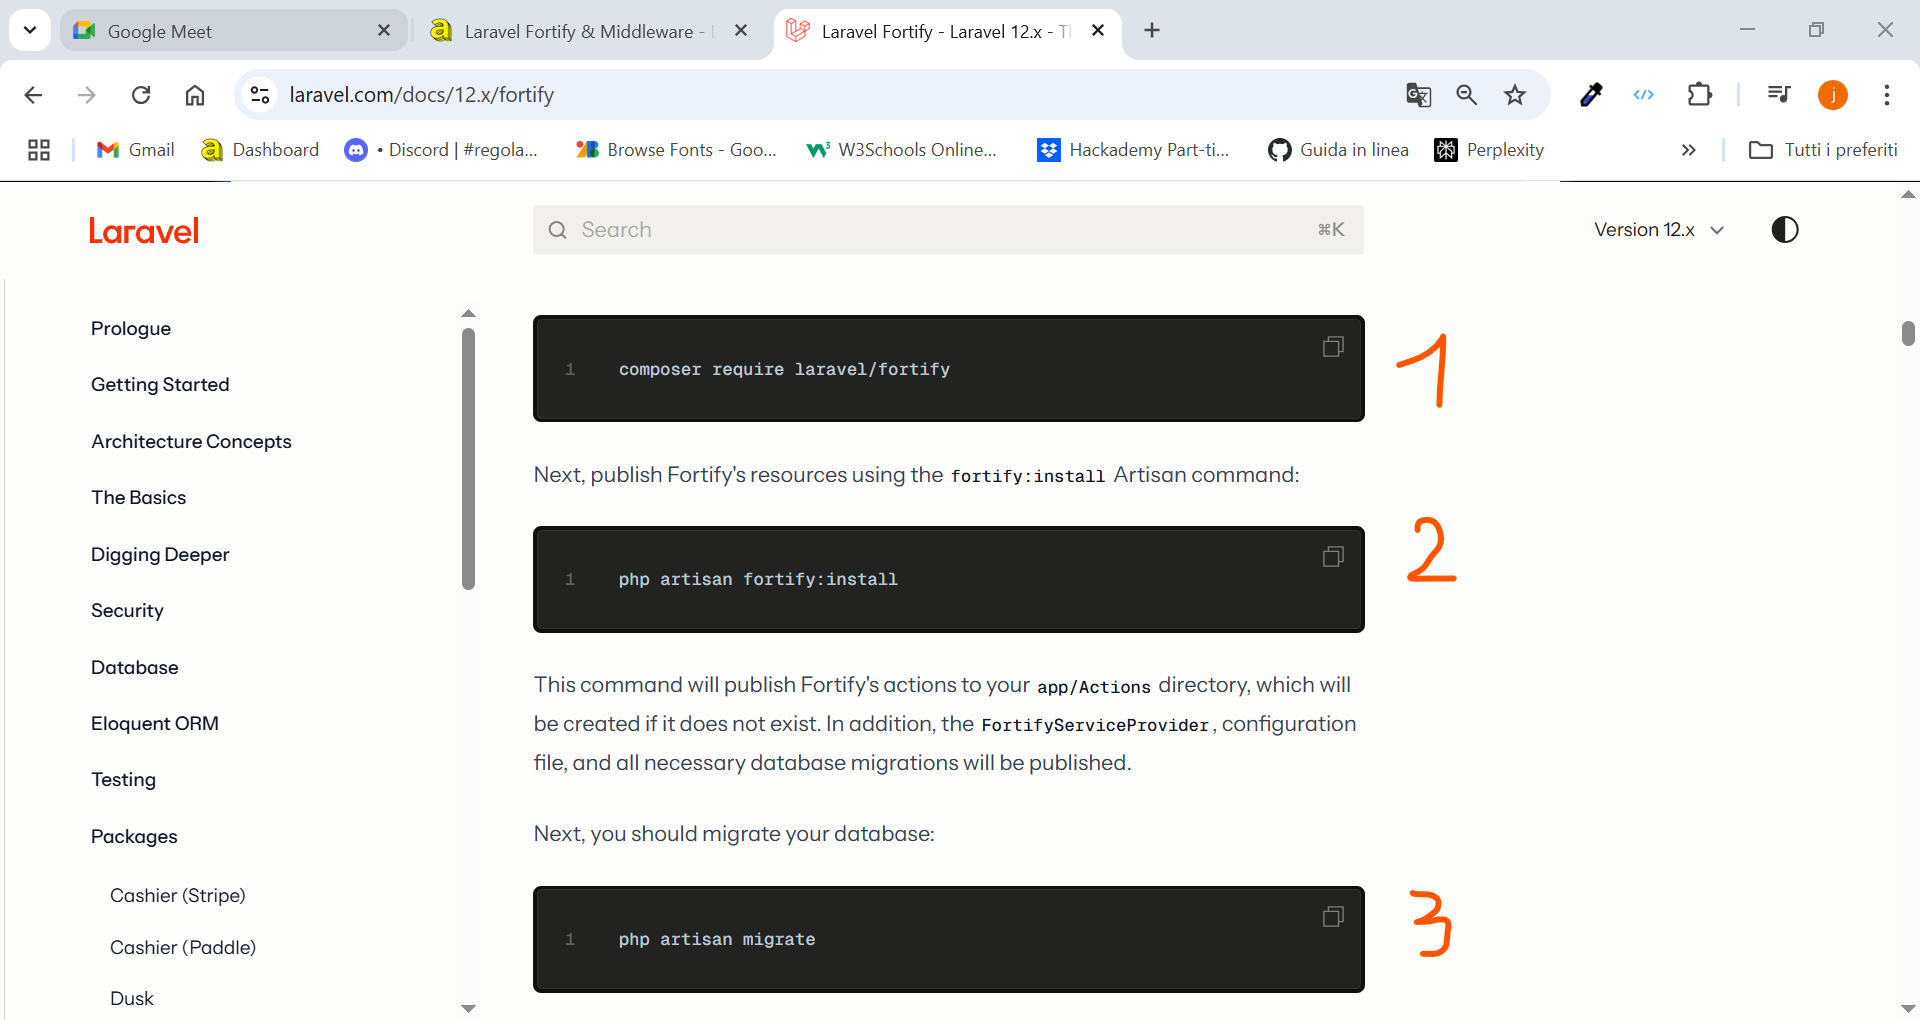 Google Meet
Laravel Fortify & Middleware -
Laravel Fortify - Laravel 12.x - Th
laravel.com/docs/12.x/fortify
j
Gmail
Dashboard
• Discord | #regola...
Browse Fonts - Goo...
W3Schools Online...
Hackademy Part-ti...
Guida in linea
Perplexity
Tutti i preferiti
Laravel
Search
⌘K
Version 12.x
Prologue
Getting Started
Architecture Concepts
The Basics
Digging Deeper
Security
Database
Eloquent ORM
Testing
Packages
Cashier (Stripe)
Cashier (Paddle)
Dusk
1 composer require laravel/fortify
1
Next, publish Fortify's resources using the fortify:install Artisan command:
1 php artisan fortify:install
2
This command will publish Fortify's actions to your app/Actions directory, which will
be created if it does not exist. In addition, the FortifyServiceProvider, configuration
file, and all necessary database migrations will be published.
Next, you should migrate your database:
1 php artisan migrate
3